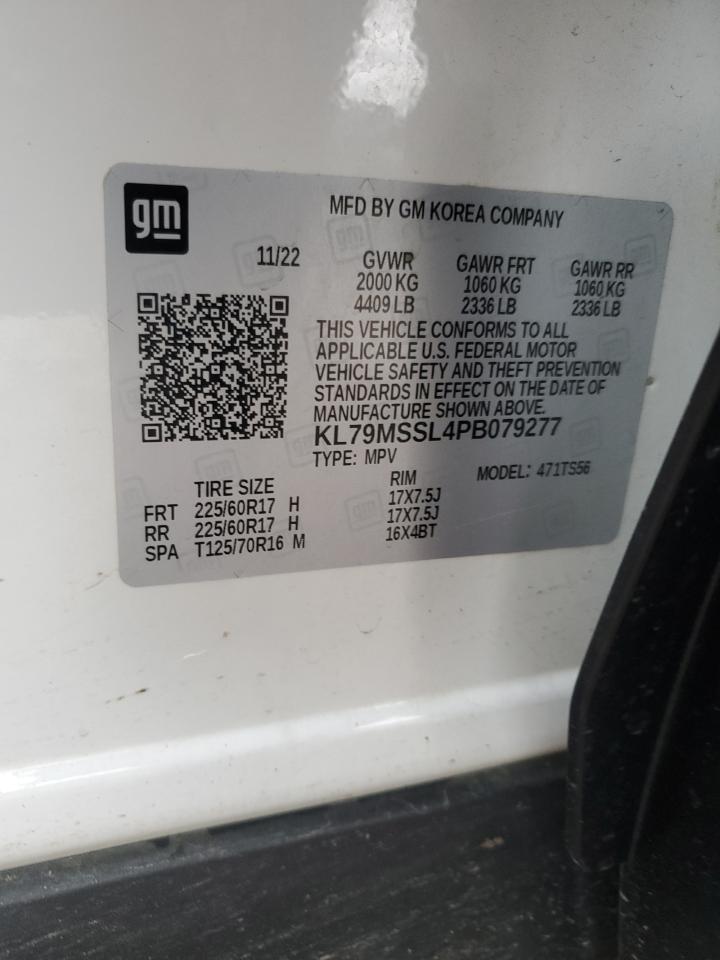 gm
MFD BY GM KOREA COMPANY
11/22
GVWR GAWR FRT GAWR RR
2000 KG 1060 KG 1060 KG
4409 LB 2336 LB 2336 LB
THIS VEHICLE CONFORMS TO ALL
APPLICABLE U.S. FEDERAL MOTOR
VEHICLE SAFETY AND THEFT PREVENTION
STANDARDS IN EFFECT ON THE DATE OF
MANUFACTURE SHOWN ABOVE.
KL79MSSL4PB079277
TYPE: MPV MODEL: 471TS56
TIRE SIZE RIM
FRT 225/60R17 H 17X7.5J
RR 225/60R17 H 17X7.5J
SPA T125/70R16 M 16X4BT